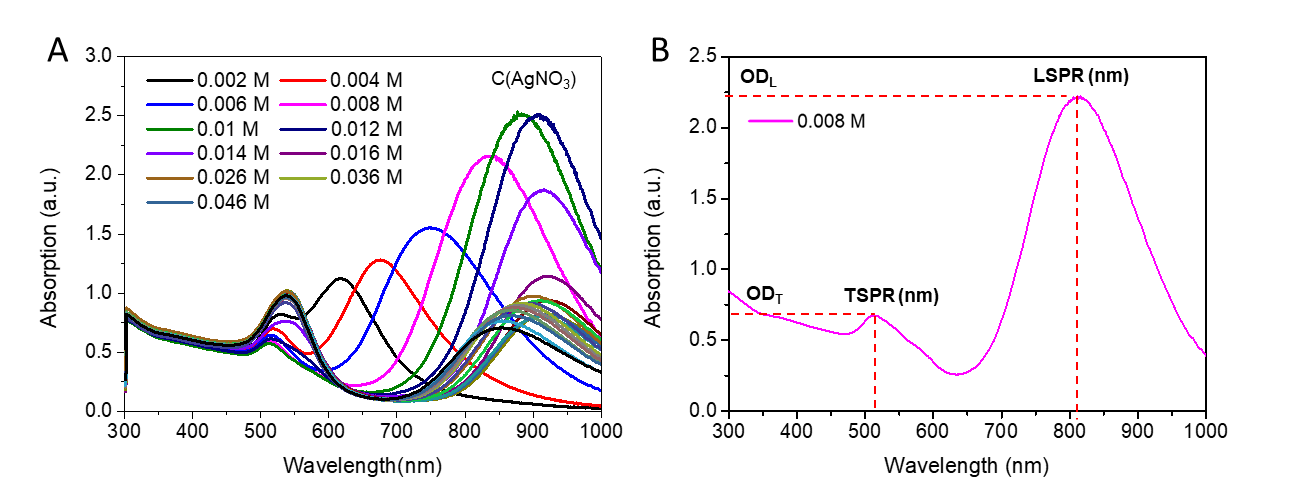 A
3.0
2.5
2.0
1.5
1.0
0.5
0.0
Absorption (a.u.)
C(AgNO₃)
0.002 M 0.004 M
0.006 M 0.008 M
0.01 M 0.012 M
0.014 M 0.016 M
0.026 M 0.036 M
0.046 M
300 400 500 600 700 800 900 1000
Wavelength(nm)
B
2.5
2.0
1.5
1.0
0.5
0.0
Absorption (a.u.)
OD_L
LSPR (nm)
0.008 M
OD_T
TSPR (nm)
300 400 500 600 700 800 900 1000
Wavelength (nm)